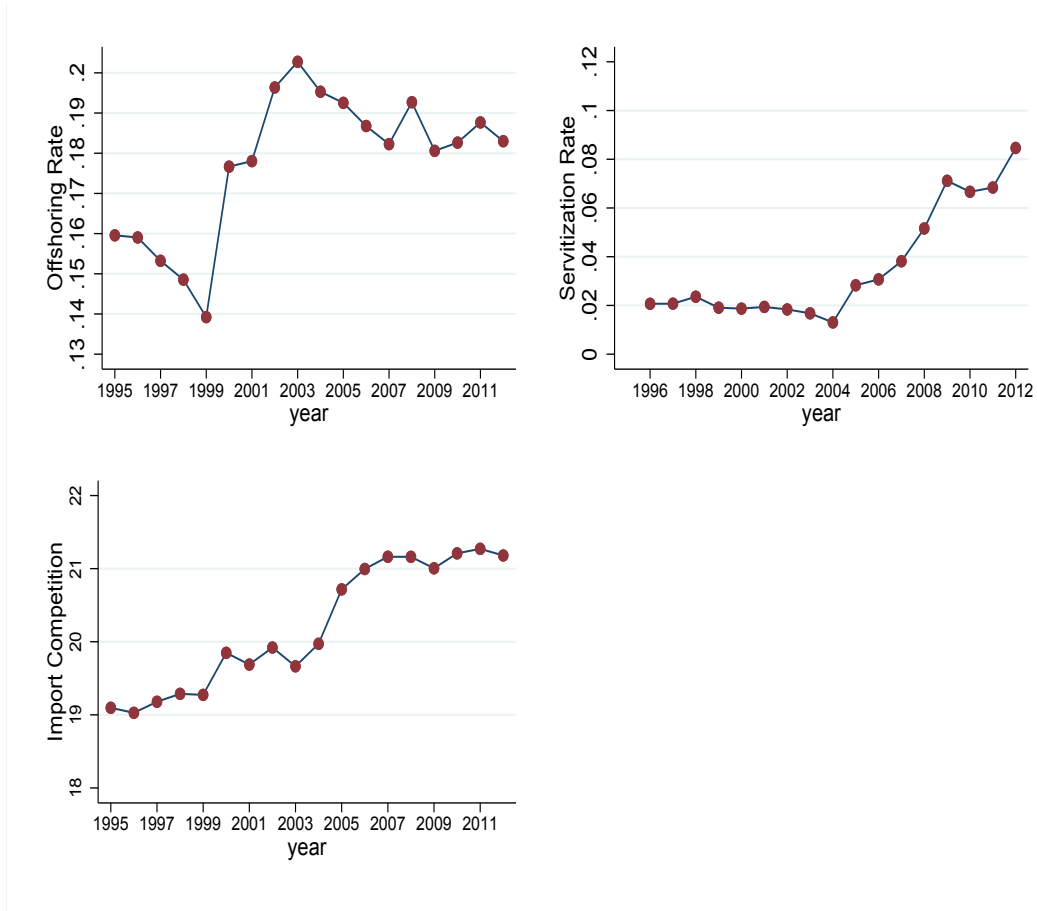 Offshoring Rate
.2
.19
.18
.17
.16
.15
.14
.13
1995 1997 1999 2001 2003 2005 2007 2009 2011
year
Servitization Rate
.12
.1
.08
.06
.04
.02
0
1996 1998 2000 2002 2004 2006 2008 2010 2012
year
Import Competition
22
21
20
19
18
1995 1997 1999 2001 2003 2005 2007 2009 2011
year